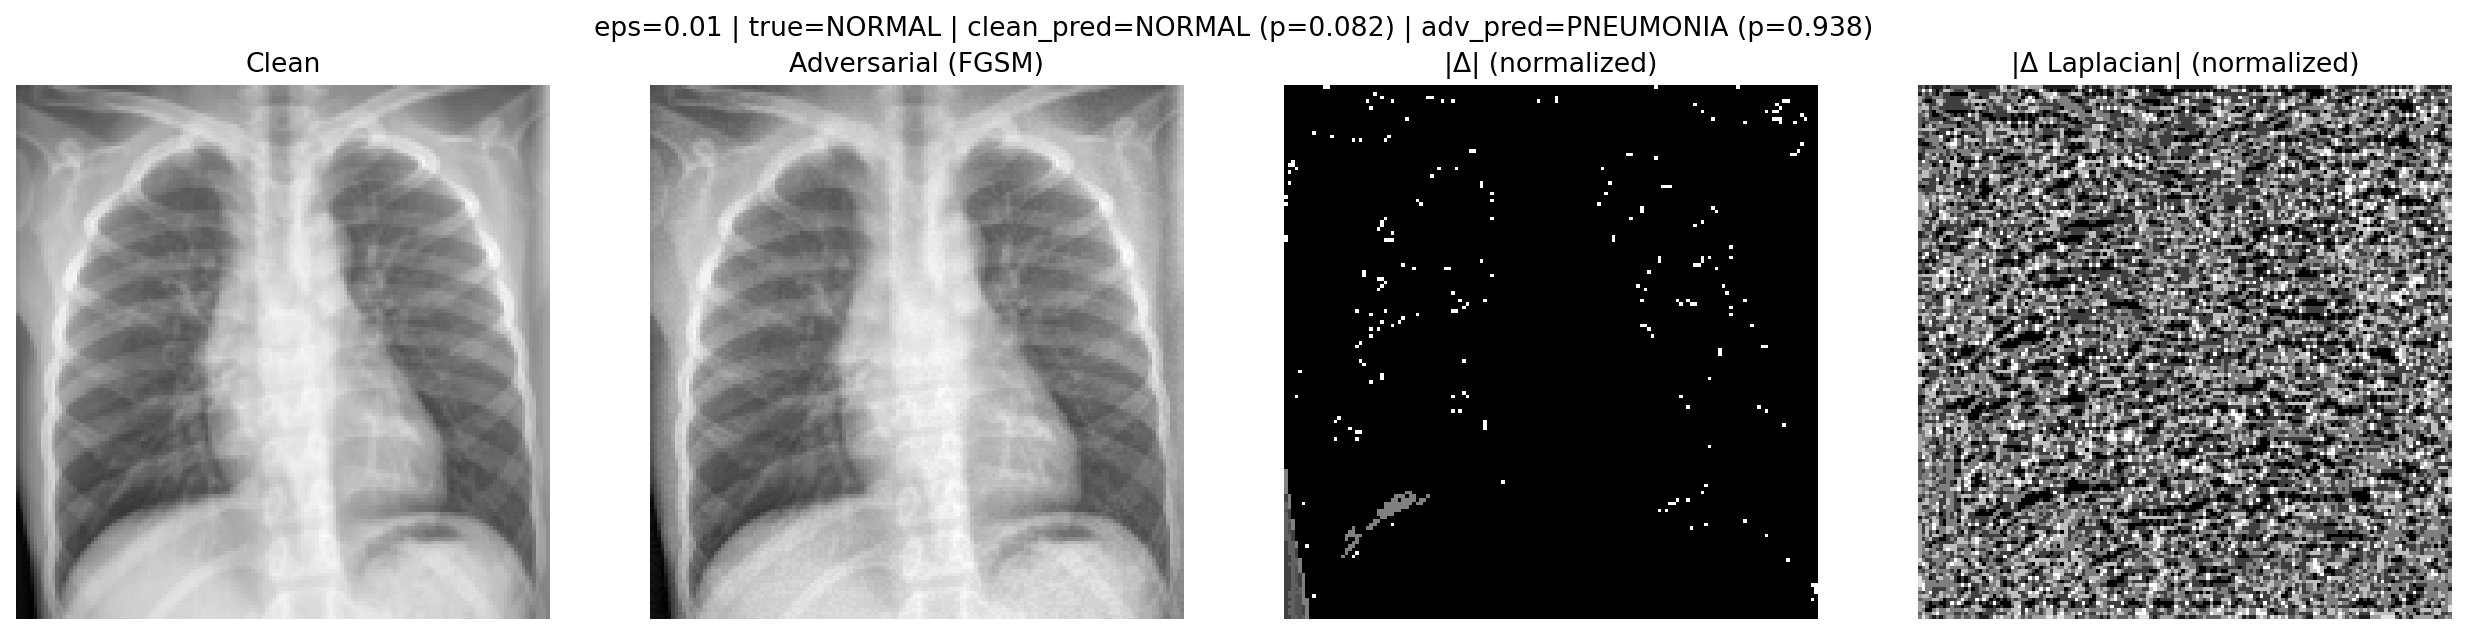 eps=0.01 | true=NORMAL | clean_pred=NORMAL (p=0.082) | adv_pred=PNEUMONIA (p=0.938)
Clean
Adversarial (FGSM)
|Δ| (normalized)
|Δ Laplacian| (normalized)